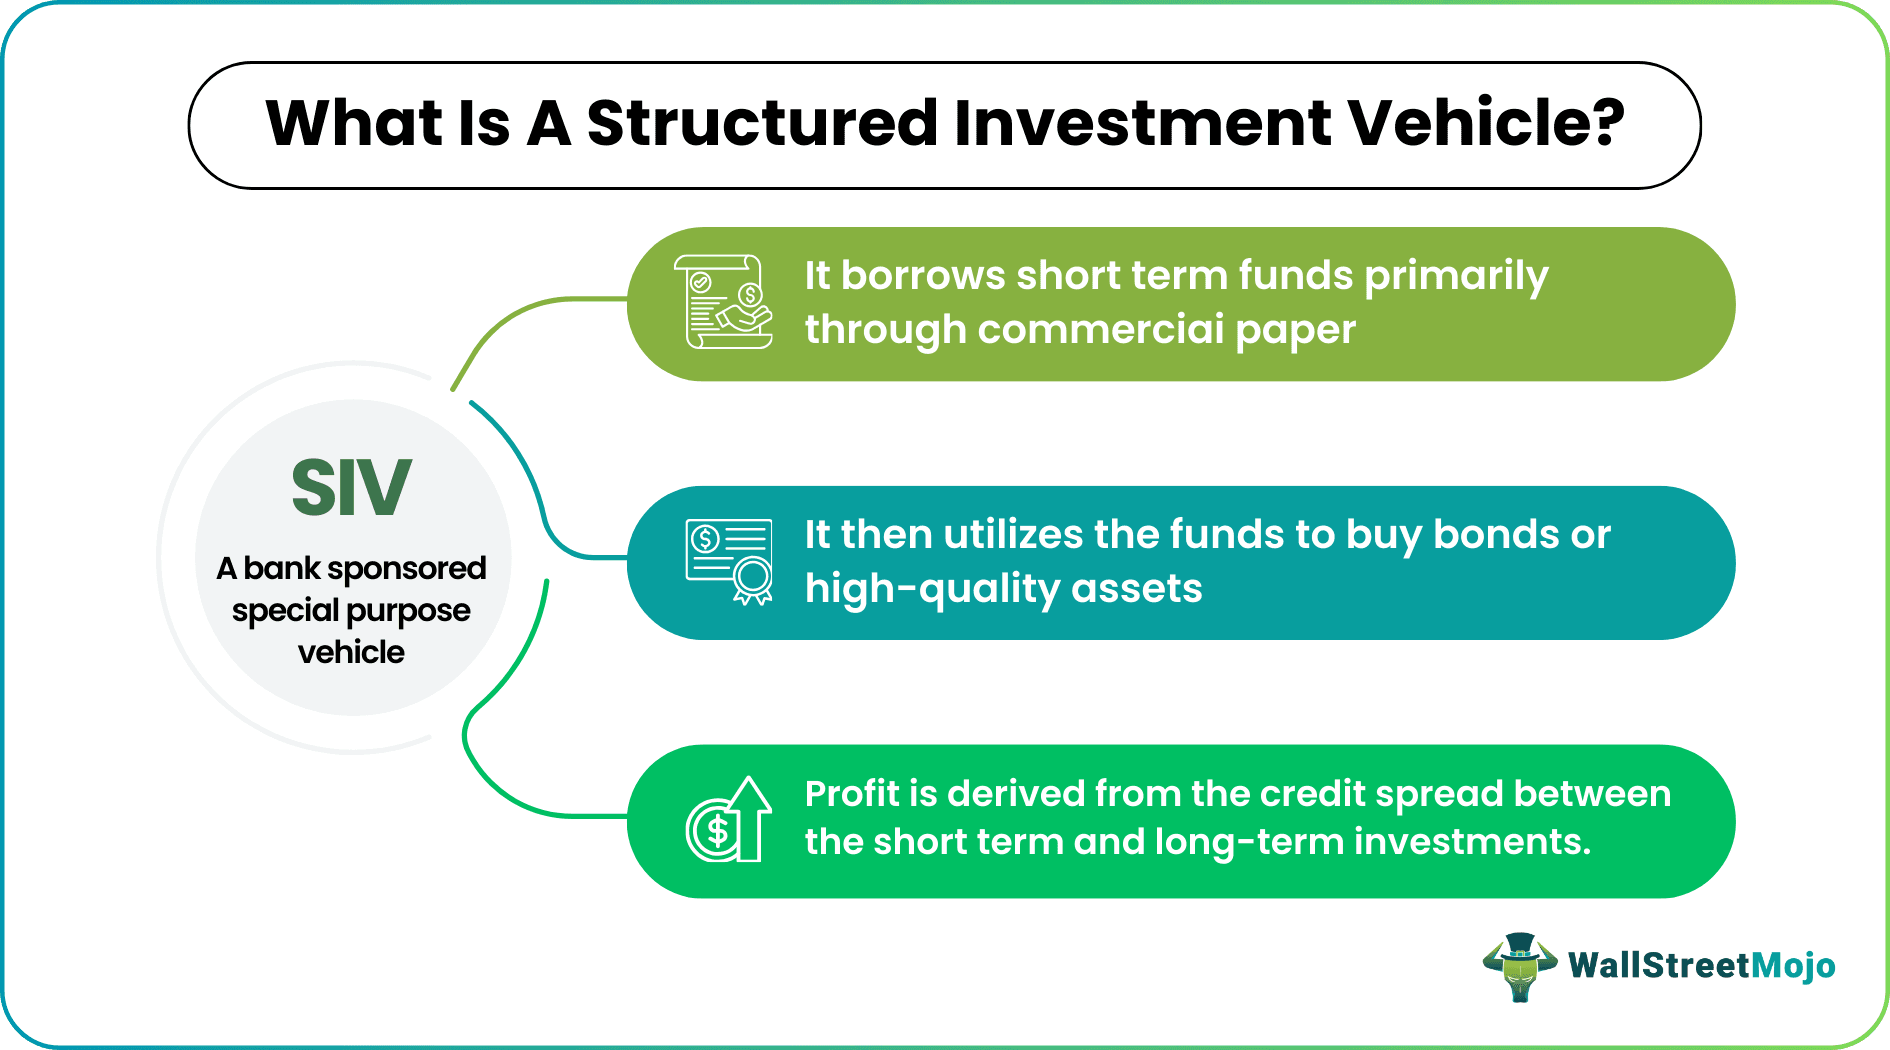 What Is A Structured Investment Vehicle?
It borrows short term funds primarily
through commerciai paper
SIV
A bank sponsored
special purpose
vehicle
It then utilizes the funds to buy bonds or
high-quality assets
Profit is derived from the credit spread between
the short term and long-term investments.
WallStreetMojo